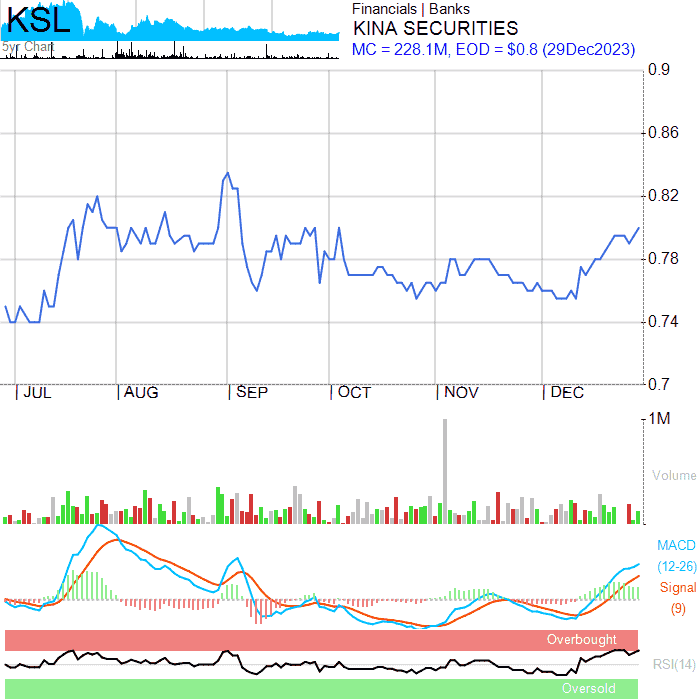 KSL
5yr Chart
Financials | Banks
KINA SECURITIES
MC = 228.1M, EOD = $0.8 (29Dec2023)
0.9
0.86
0.82
0.78
0.74
0.7
JUL AUG SEP OCT NOV DEC
1M
Volume
MACD
(12-26)
Signal
(9)
Overbought
RSI(14)
Oversold